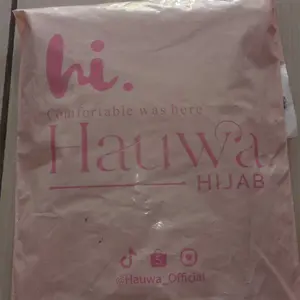 hi.
Comfortable was here
Hauwa
HIJAB
@Hauwa_Official